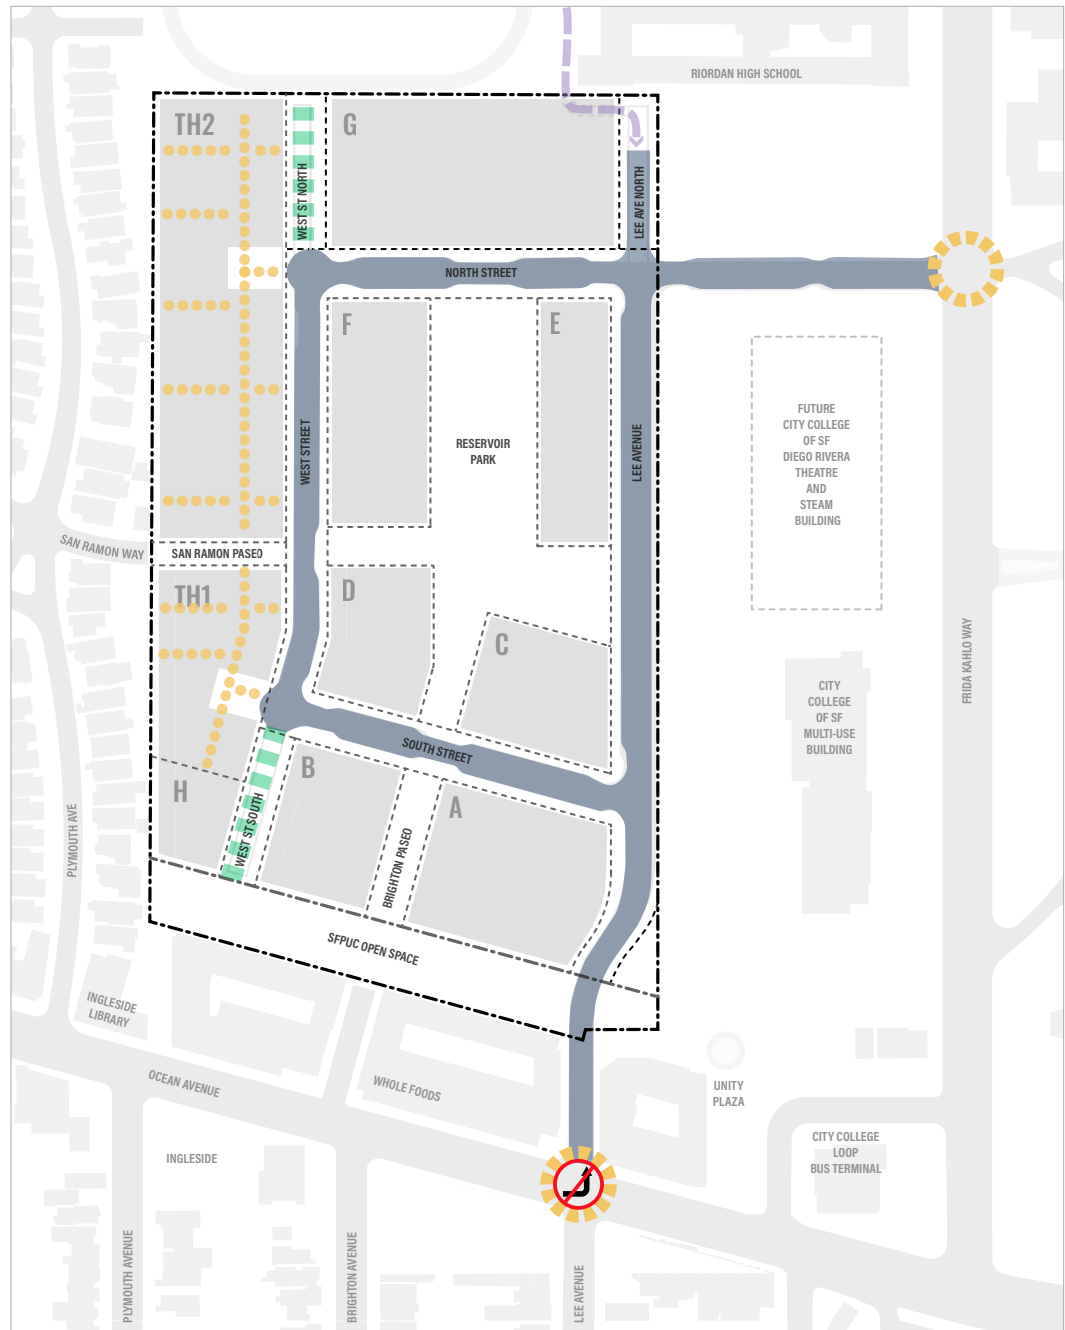 RIORDAN HIGH SCHOOL
TH2
G
WEST ST NORTH
LEE AVE NORTH
NORTH STREET
F
E
WEST STREET
RESERVOIR
PARK
LEE AVENUE
FUTURE
CITY COLLEGE
OF SF
DIEGO RIVERA
THEATRE
AND
STEAM
BUILDING
SAN RAMON WAY
SAN RAMON PASEO
TH1
D
C
FRIDA KAHLO WAY
CITY
COLLEGE
OF SF
MULTI-USE
BUILDING
SOUTH STREET
B
H
A
PLYMOUTH AVE
WEST ST SOUTH
BRIGHTON PASEO
SFPUC OPEN SPACE
INGLESIDE
LIBRARY
OCEAN AVENUE
WHOLE FOODS
UNITY
PLAZA
CITY COLLEGE
LOOP
BUS TERMINAL
INGLESIDE
PLYMOUTH AVENUE
BRIGHTON AVENUE
LEE AVENUE